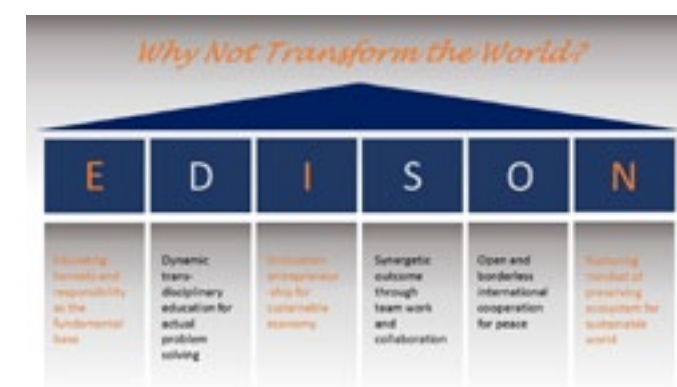 Why Not Transform the World?
E D I S O N
Educating
honesty and
responsibility
as the
fundamental
base
Dynamic
trans-
disciplinary
education for
actual
problem
solving
Innovation
entrepreneur
-ship for
sustainable
economy
Synergetic
outcome
through
team work
and
collaboration
Open and
borderless
international
cooperation
for peace
mindset of
preserving
ecosystem for
sustainable
world